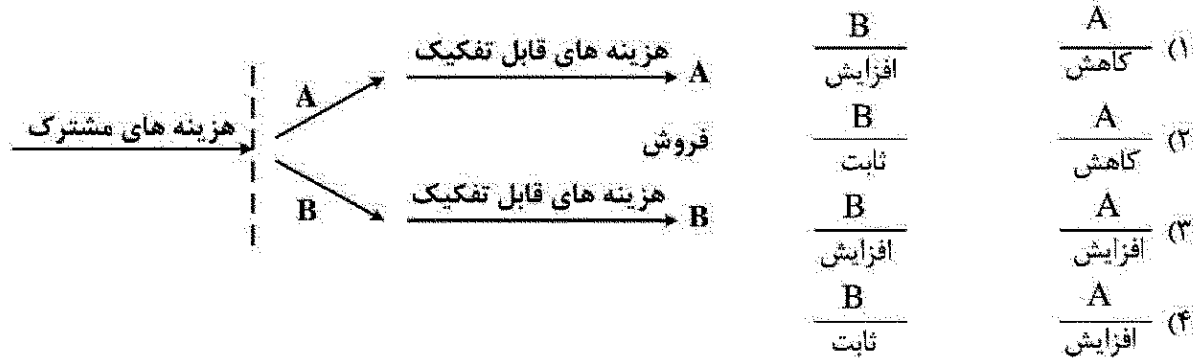 هزینه های مشترک
A
B
هزینه های قابل تفکیک
A
فروش
هزینه های قابل تفکیک
B
۱) A کاهش B افزایش
۲) A کاهش B ثابت
۳) A افزایش B افزایش
۴) A افزایش B ثابت